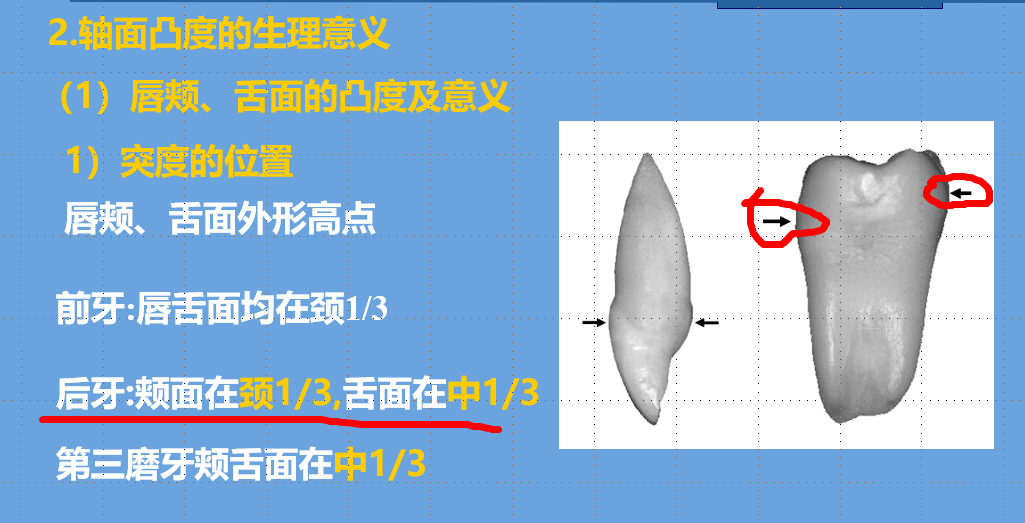 2.轴面凸度的生理意义
（1）唇颊、舌面的凸度及意义
1）突度的位置
唇颊、舌面外形高点
前牙:唇舌面均在颈1/3
后牙:颊面在颈1/3,舌面在中1/3
第三磨牙颊舌面在中1/3